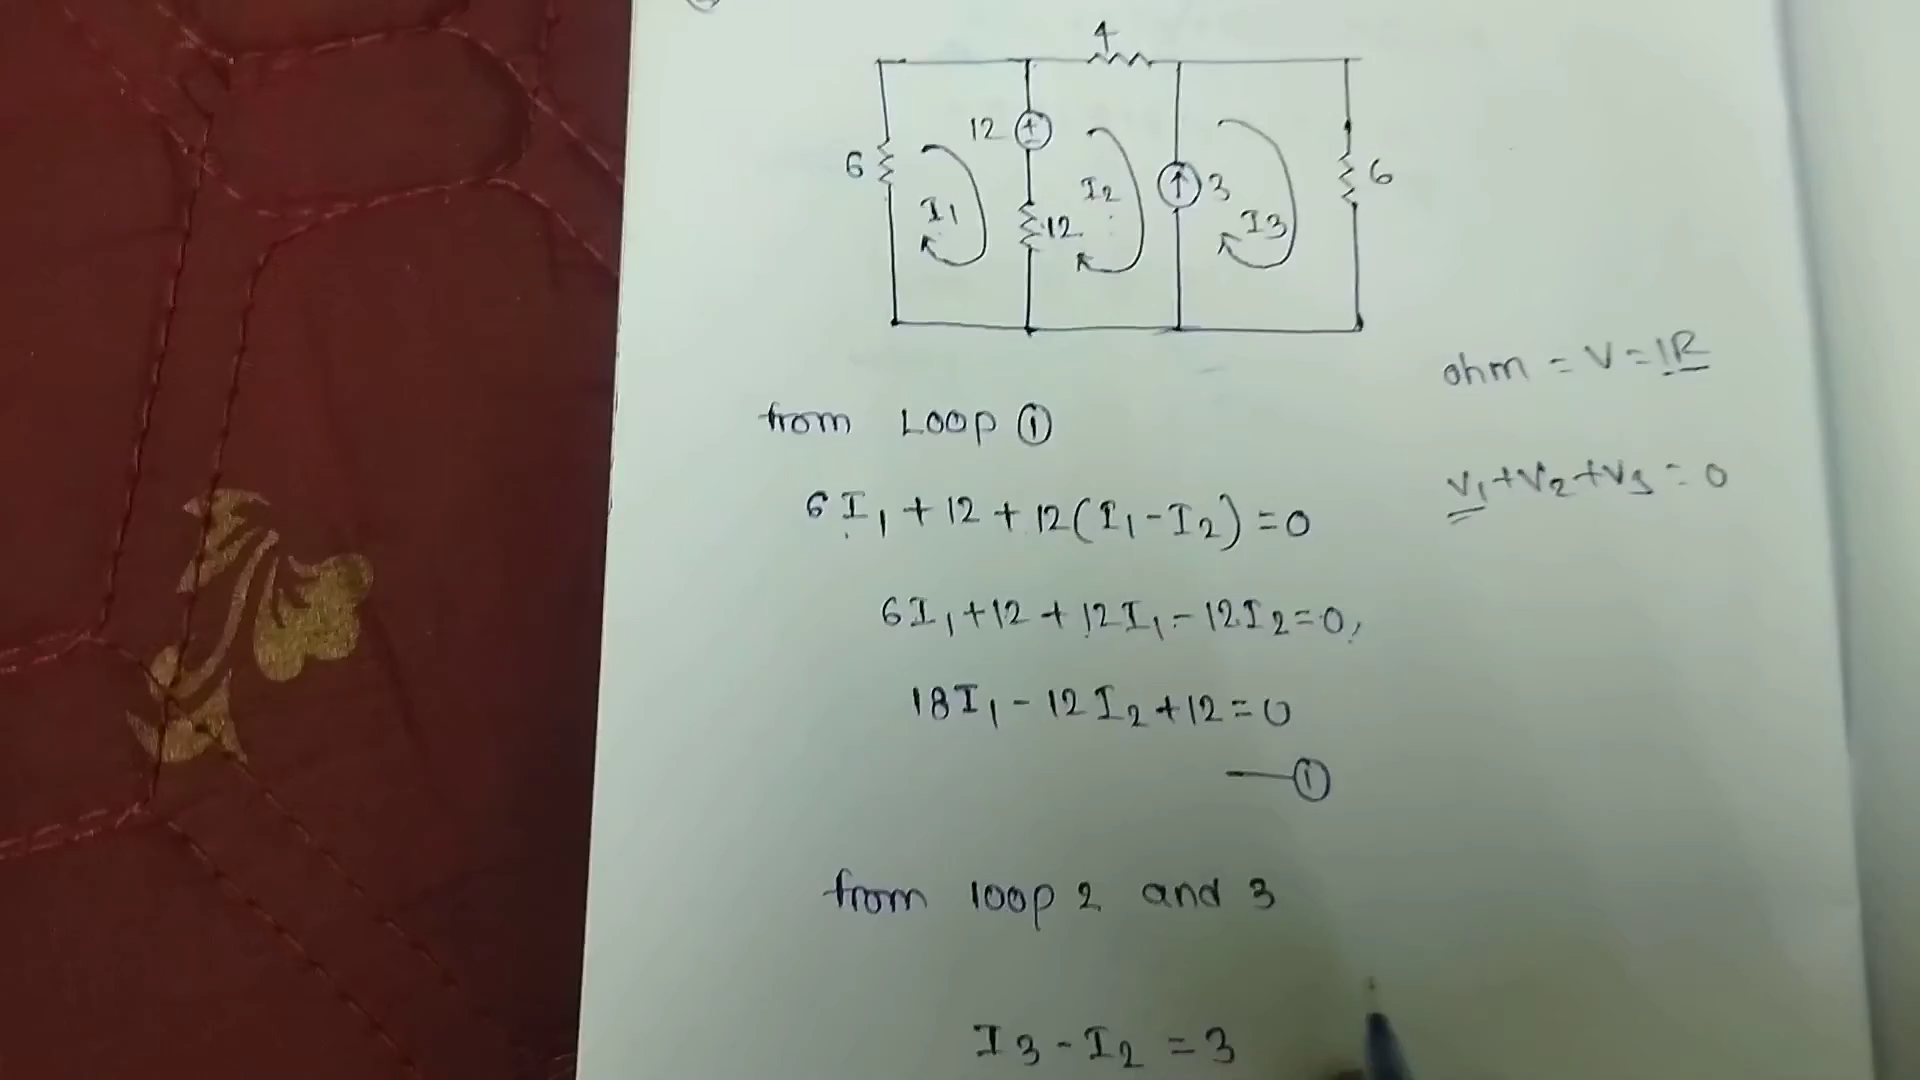 4
12 +
-
6 I1 12 I2 3 I3 6
ohm = V = IR
from Loop ①
V1+V2+V3 = 0
6I1 + 12 + 12(I1-I2) = 0
6I1 + 12 + 12I1 - 12I2 = 0,
18I1 - 12I2 + 12 = 0
—①
from loop 2 and 3
I3 - I2 = 3